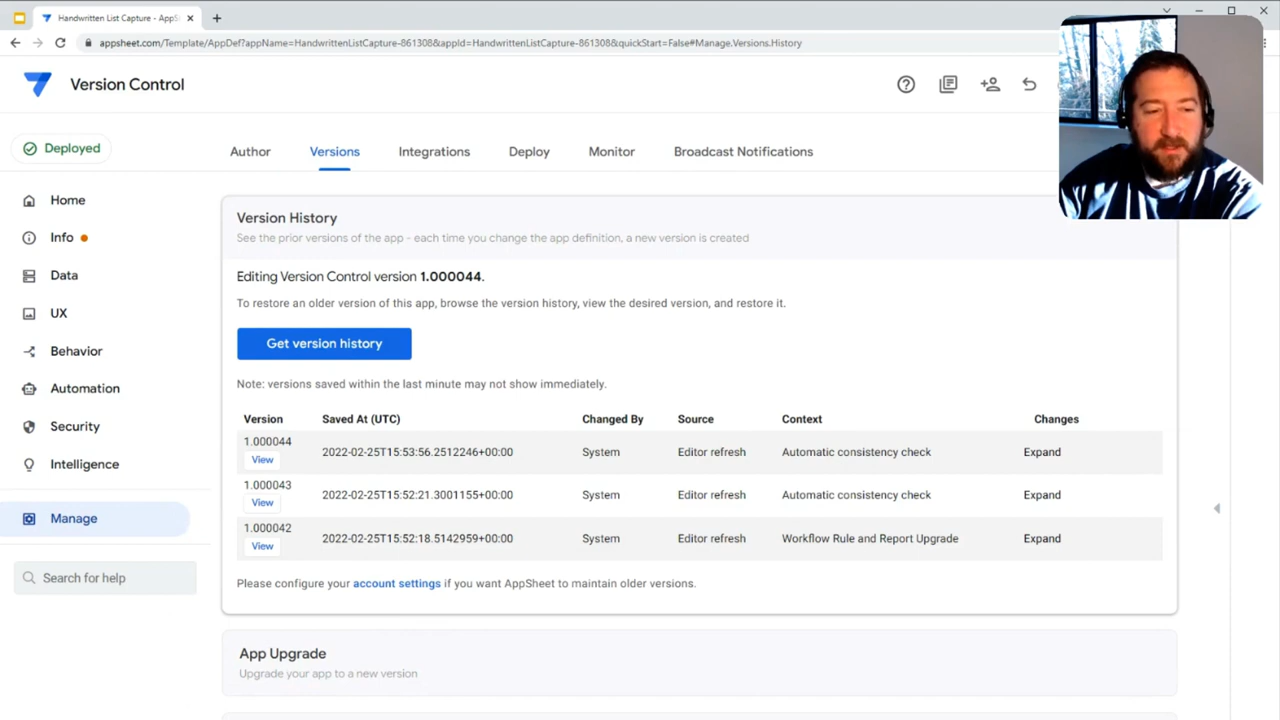 Handwritten List Capture - AppS
appsheet.com/Template/AppDef?appName=HandwrittenListCapture-861308&appId=HandwrittenListCapture-861308&quickStart=False#Manage.Versions.History
Version Control
Deployed
Author Versions Integrations Deploy Monitor Broadcast Notifications
Home
Info
Data
UX
Behavior
Automation
Security
Intelligence
Manage
Search for help
Version History
See the prior versions of the app - each time you change the app definition, a new version is created
Editing Version Control version 1.000044.
To restore an older version of this app, browse the version history, view the desired version, and restore it.
Get version history
Note: versions saved within the last minute may not show immediately.
Version Saved At (UTC) Changed By Source Context Changes
1.000044
View 2022-02-25T15:53:56.2512246+00:00 System Editor refresh Automatic consistency check Expand
1.000043
View 2022-02-25T15:52:21.3001155+00:00 System Editor refresh Automatic consistency check Expand
1.000042
View 2022-02-25T15:52:18.5142959+00:00 System Editor refresh Workflow Rule and Report Upgrade Expand
Please configure your account settings if you want AppSheet to maintain older versions.
App Upgrade
Upgrade your app to a new version